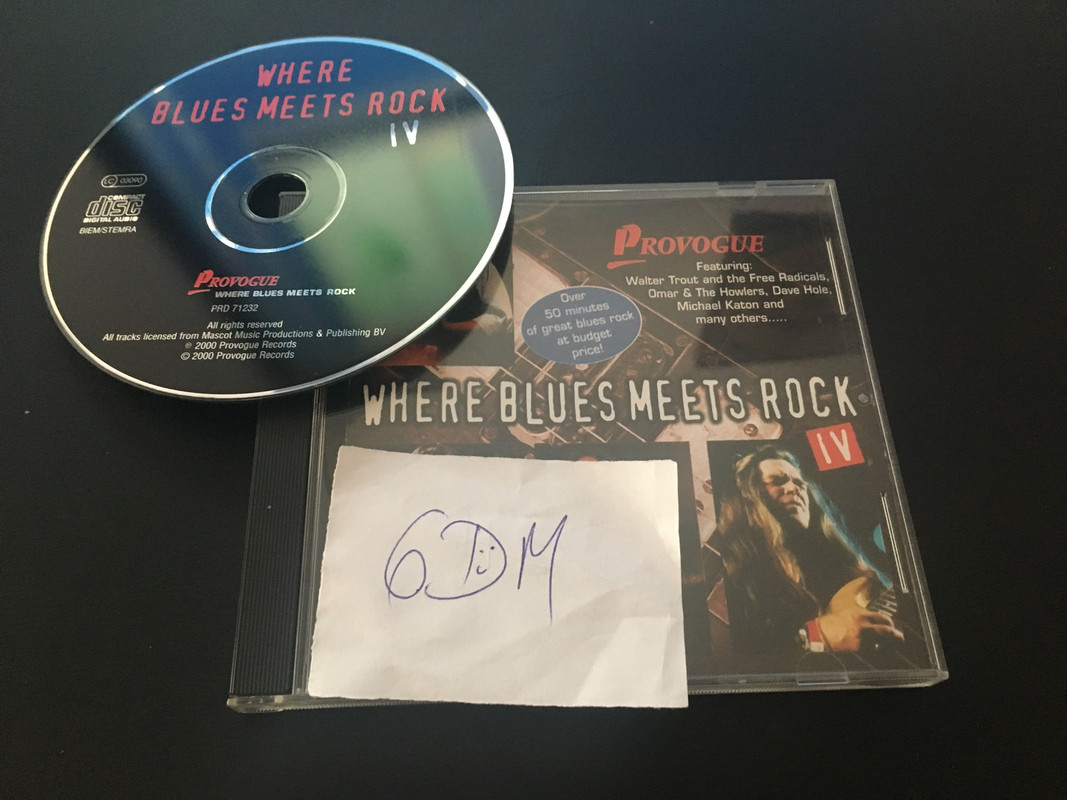 WHERE
BLUES MEETS ROCK
IV
LC 03090
COMPACT
disc
DIGITAL AUDIO
BIEM/STEMRA
PROVOGUE
WHERE BLUES MEETS ROCK
PRD 71232
All rights reserved
All tracks licensed from Mascot Music Productions & Publishing BV
℗ 2000 Provogue Records
© 2000 Provogue Records
PROVOGUE
Featuring:
Walter Trout and the Free Radicals,
Omar & The Howlers, Dave Hole,
Michael Katon and
many others.....
Over
50 minutes
of great blues rock
at budget
price!
WHERE BLUES MEETS ROCK
IV
6DM